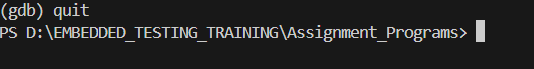 (gdb) quit
PS D:\EMBEDDED_TESTING_TRAINING\Assignment_Programs>